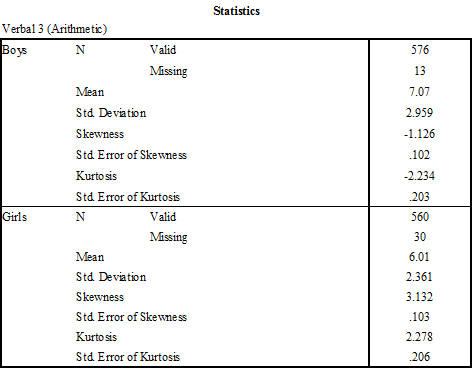 Statistics
Verbal 3 (Arithmetic)
Boys N Valid 576
Missing 13
Mean 7.07
Std. Deviation 2.959
Skewness -1.126
Std. Error of Skewness .102
Kurtosis -2.234
Std. Error of Kurtosis .203
Girls N Valid 560
Missing 30
Mean 6.01
Std. Deviation 2.361
Skewness 3.132
Std. Error of Skewness .103
Kurtosis 2.278
Std. Error of Kurtosis .206